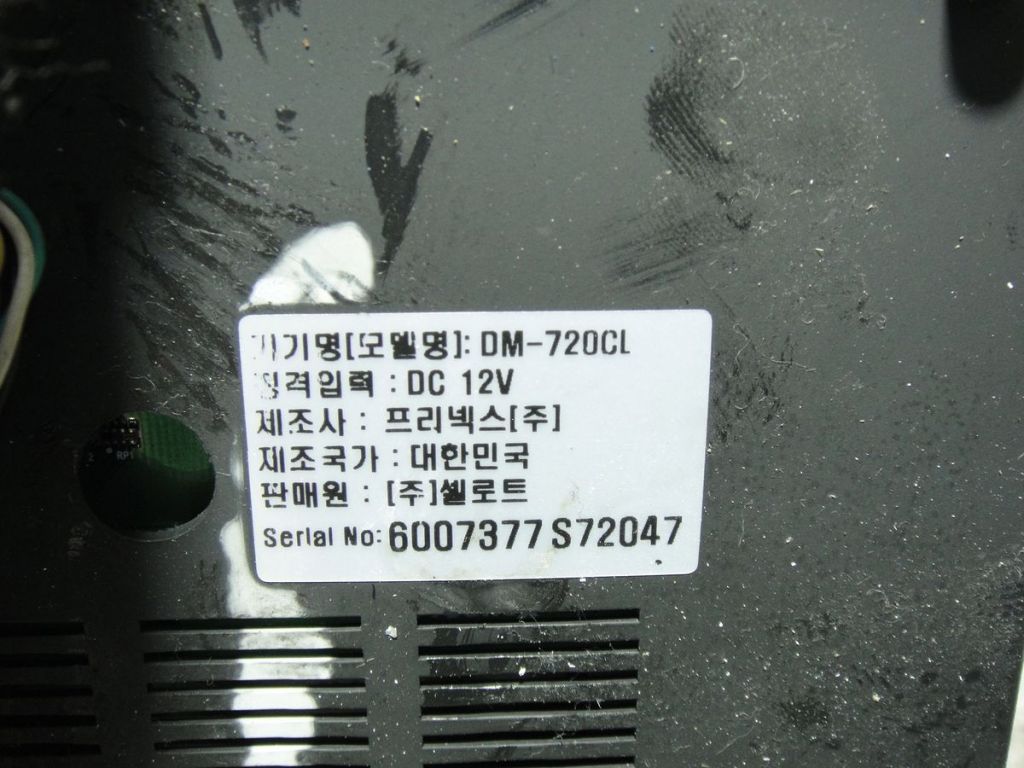 기기명[모델명]: DM-720CL
정격입력 : DC 12V
제조사 : 프리넥스[주]
제조국가 : 대한민국
판매원 : [주]쎌로트
Serial No: 6007377 S72047
RP1